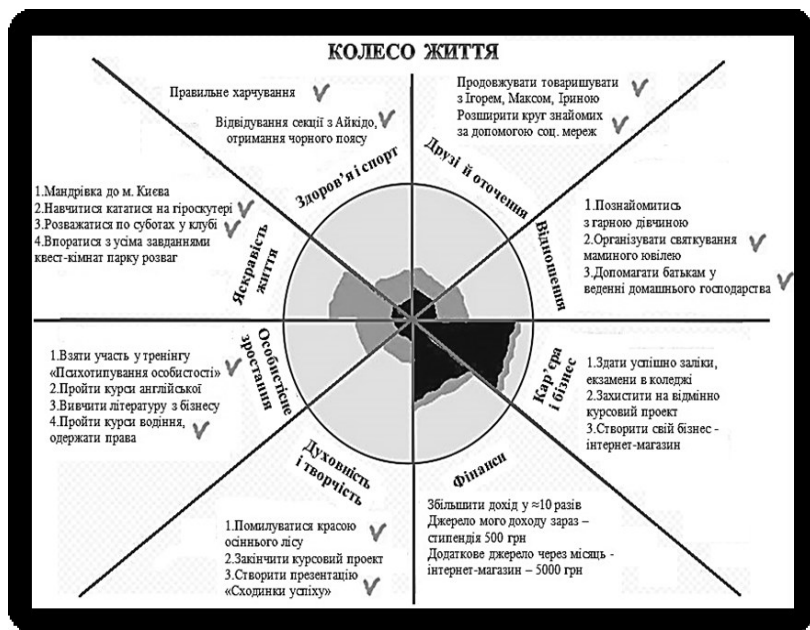 КОЛЕСО ЖИТТЯ
Правильне харчування
Відвідування секції з Айкідо,
отримання чорного поясу
Здоров'я і спорт
Продовжувати товаришувати
з Ігорем, Максом, Іриною
Розширити круг знайомих
за допомогою соц. мереж
Друзі й оточення
1.Познайомитись
з гарною дівчиною
2.Організувати святкування
маминого ювілею
3.Допомагати батькам у
веденні домашнього господарства
Відношення
1.Здати успішно заліки,
екзамени в коледжі
2.Захистити на відмінно
курсовий проект
3.Створити свій бізнес -
інтернет-магазин
Кар'єра
і бізнес
Фінанси
Збільшити дохід у ≈10 разів
Джерело мого доходу зараз –
стипендія 500 грн
Додаткове джерело через місяць -
інтернет-магазин – 5000 грн
Духовність
і творчість
1.Помилуватися красою
осіннього лісу
2.Закінчити курсовий проект
3.Створити презентацію
«Сходинки успіху»
Особистісне
зростання
1.Взяти участь у тренінгу
«Психотипування особистості»
2.Пройти курси англійської
3.Вивчити літературу з бізнесу
4.Пройти курси водіння,
одержати права
Яскравість
життя
1.Мандрівка до м. Києва
2.Навчитися кататися на гіроскутері
3.Розважатися по суботах у клубі
4.Впоратися з усіма завданнями
квест-кімнат парку розваг